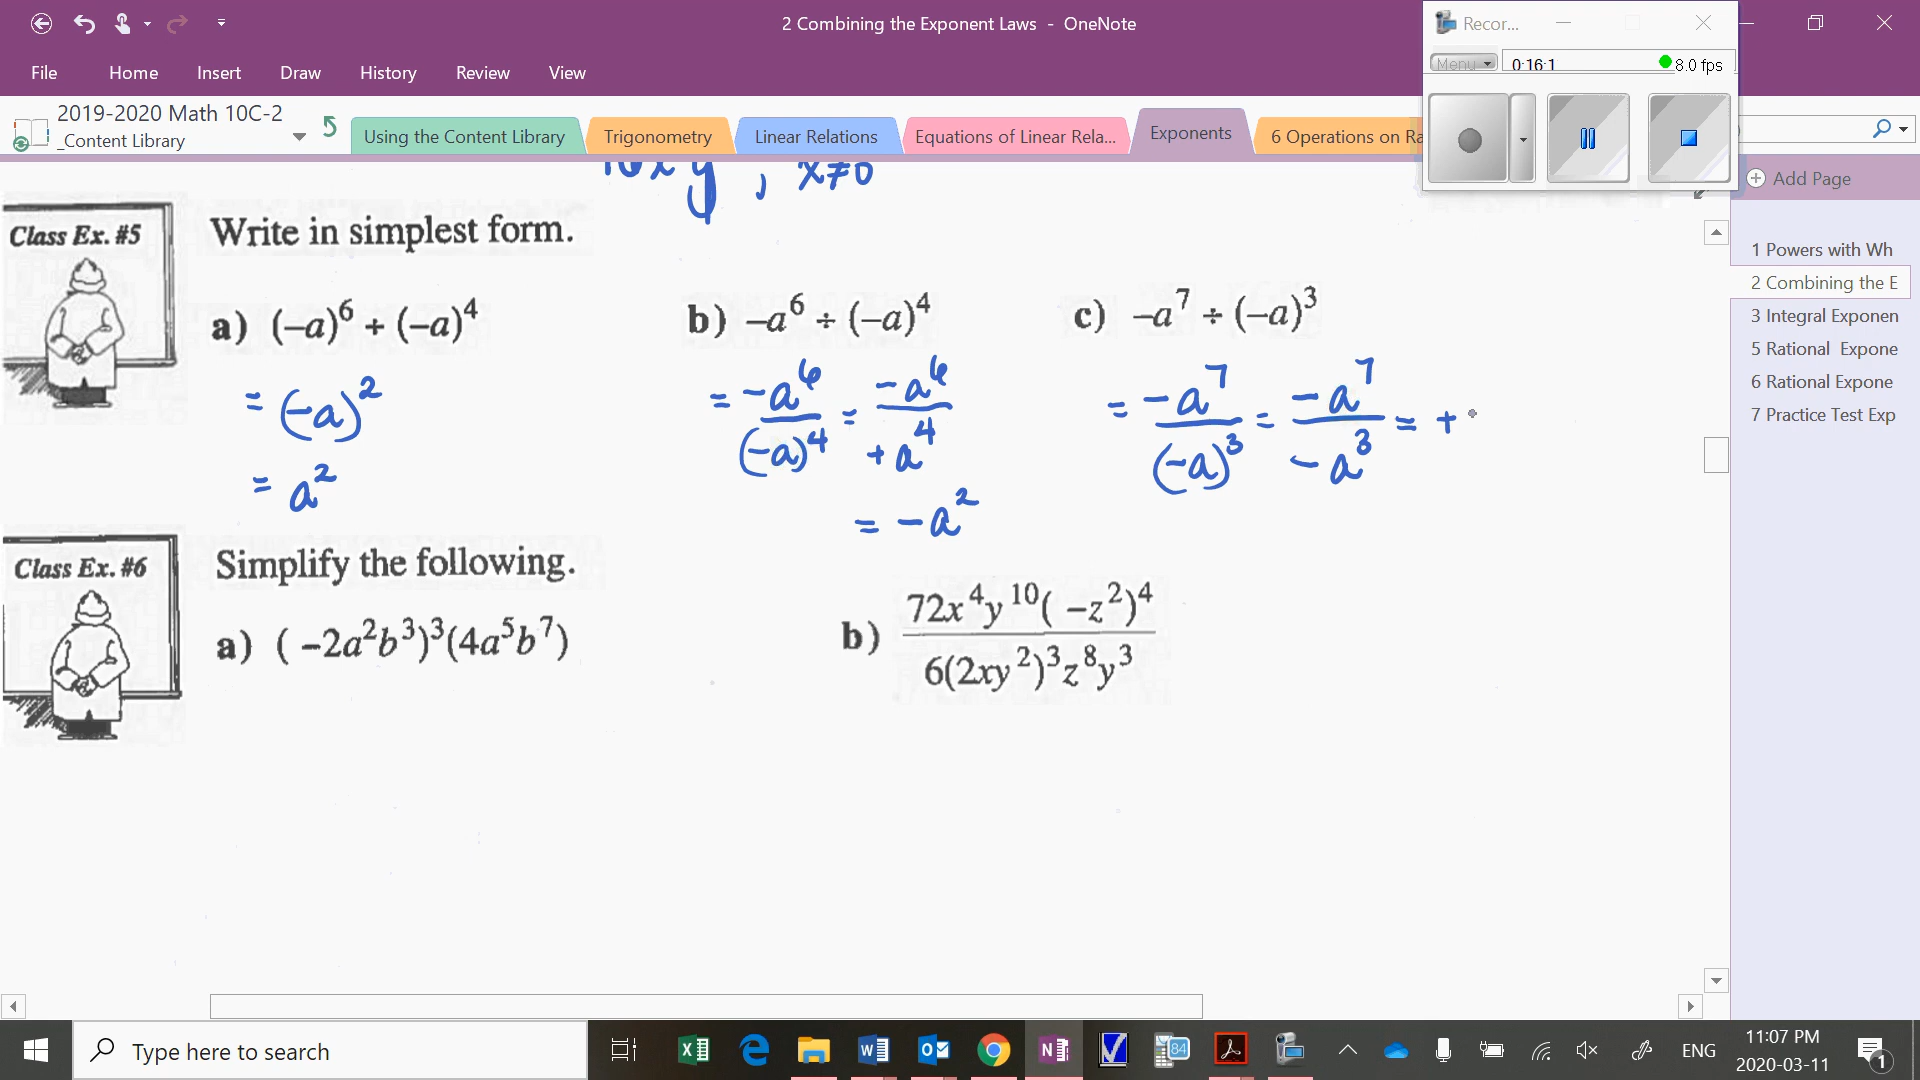 2 Combining the Exponent Laws - OneNote
Recor...
File Home Insert Draw History Review View
Menu 0:16:1 8.0 fps
2019-2020 Math 10C-2
_Content Library
Using the Content Library Trigonometry Linear Relations Equations of Linear Rela... Exponents 6 Operations on Ra
Add Page
, x≠0
Class Ex. #5
Write in simplest form.
a) (−a)⁶ ÷ (−a)⁴
b) −a⁶ ÷ (−a)⁴
c) −a⁷ ÷ (−a)³
= (-a)²
= a²
= -a⁶/(-a)⁴ = -a⁶/+a⁴
= -a²
= -a⁷/(-a)³ = -a⁷/-a³ = +
Class Ex. #6
Simplify the following.
a) (−2a²b³)³(4a⁵b⁷)
b) 72x⁴y¹⁰(−z²)⁴
6(2xy²)³z⁸y³
1 Powers with Wh
2 Combining the E
3 Integral Exponen
5 Rational Expone
6 Rational Expone
7 Practice Test Exp
Type here to search
84
ENG
11:07 PM
2020-03-11
1